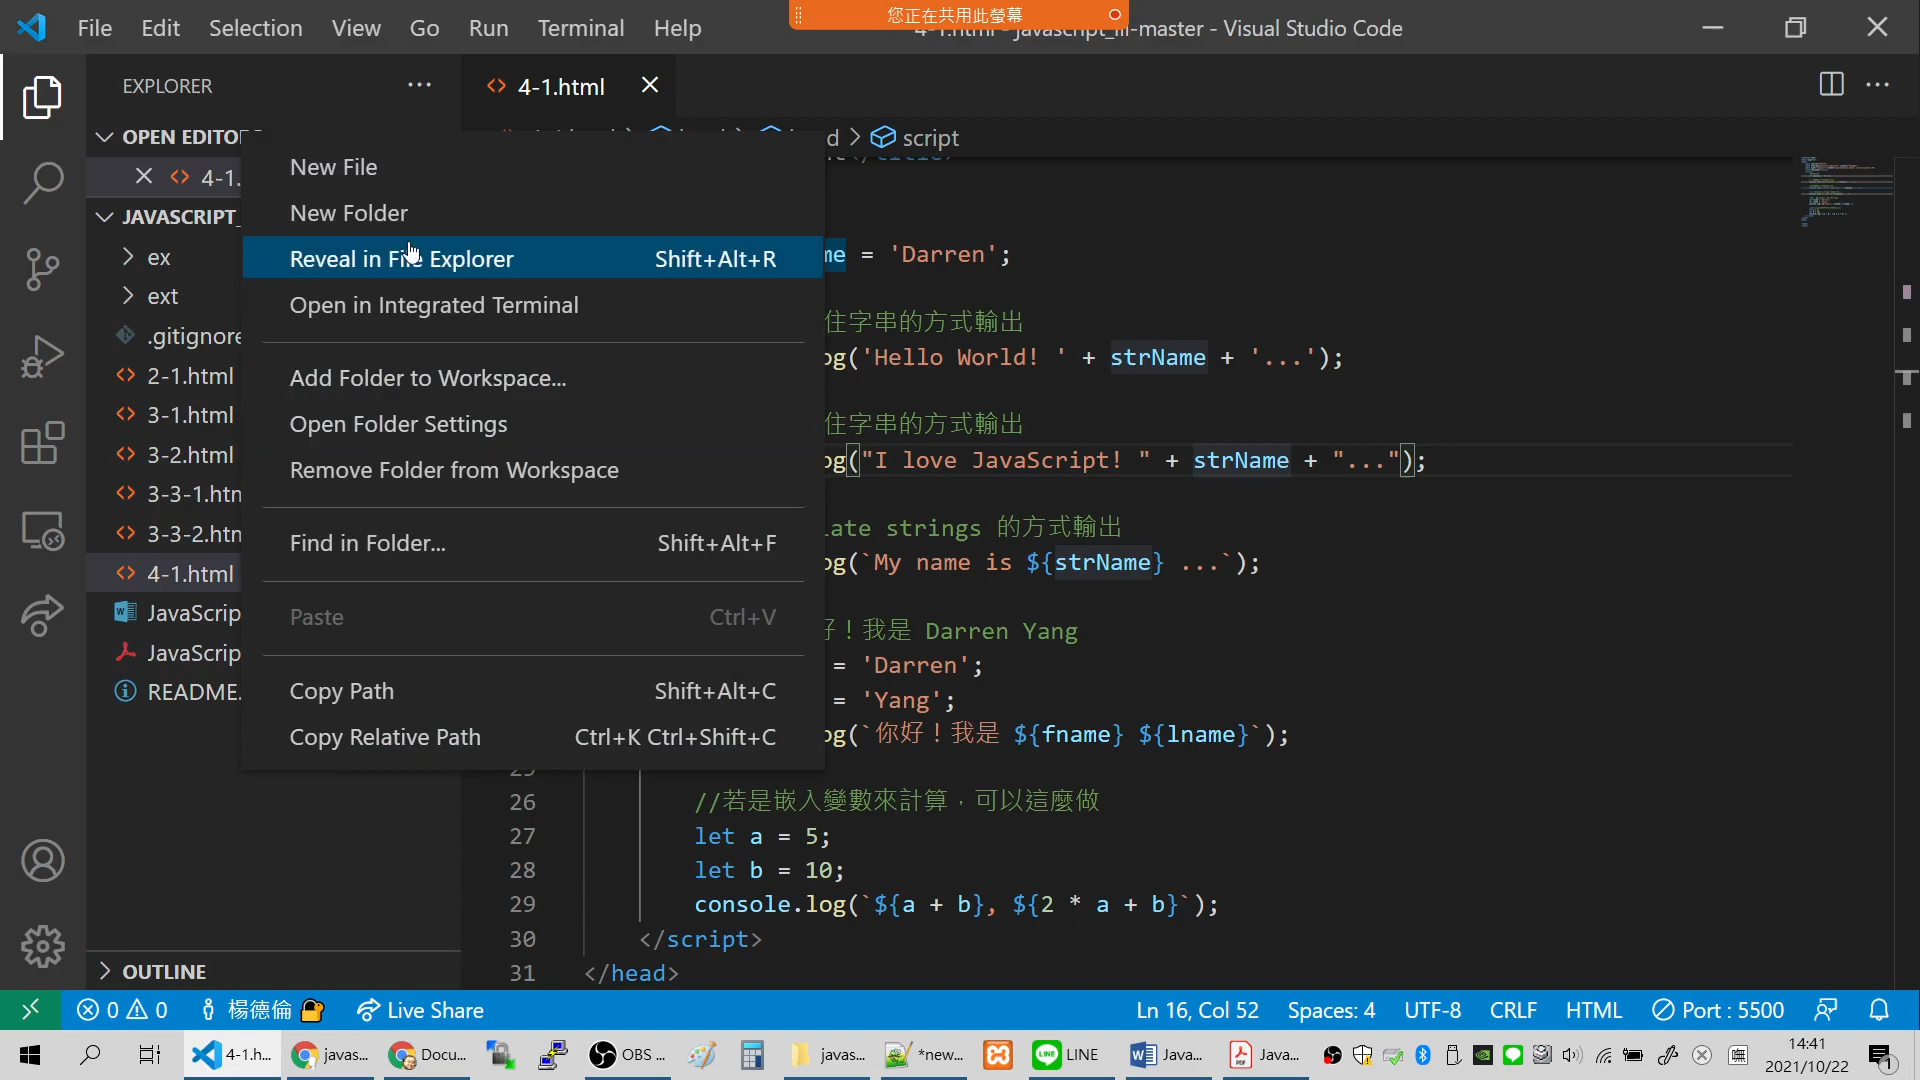 File Edit Selection View Go Run Terminal Help
您正在共用此螢幕
4-1.html - javascript_iii-master - Visual Studio Code
EXPLORER
4-1.html
OPEN EDITO
script
4-1.
JAVASCRIPT_
ex
ext
.gitignore
2-1.html
3-1.html
3-2.html
3-3-1.htm
3-3-2.htm
4-1.html
JavaScrip
JavaScrip
README.
OUTLINE
New File
New Folder
Reveal in File Explorer Shift+Alt+R
Open in Integrated Terminal
Add Folder to Workspace...
Open Folder Settings
Remove Folder from Workspace
Find in Folder... Shift+Alt+F
Paste Ctrl+V
Copy Path Shift+Alt+C
Copy Relative Path Ctrl+K Ctrl+Shift+C
me = 'Darren';
住字串的方式輸出
og('Hello World! ' + strName + '...');
住字串的方式輸出
og("I love JavaScript! " + strName + "...");
late strings 的方式輸出
og(`My name is ${strName} ...`);
好！我是 Darren Yang
= 'Darren';
= 'Yang';
og(`你好！我是 ${fname} ${lname}`);
25
26 //若是嵌入變數來計算，可以這麼做
27 let a = 5;
28 let b = 10;
29 console.log(`${a + b}, ${2 * a + b}`);
30 </script>
31 </head>
0 0 楊德倫 Live Share Ln 16, Col 52 Spaces: 4 UTF-8 CRLF HTML Port : 5500
4-1.h... javas... Docu... OBS ... javas... *new... LINE Java... Java... 無 14:41
2021/10/22
1